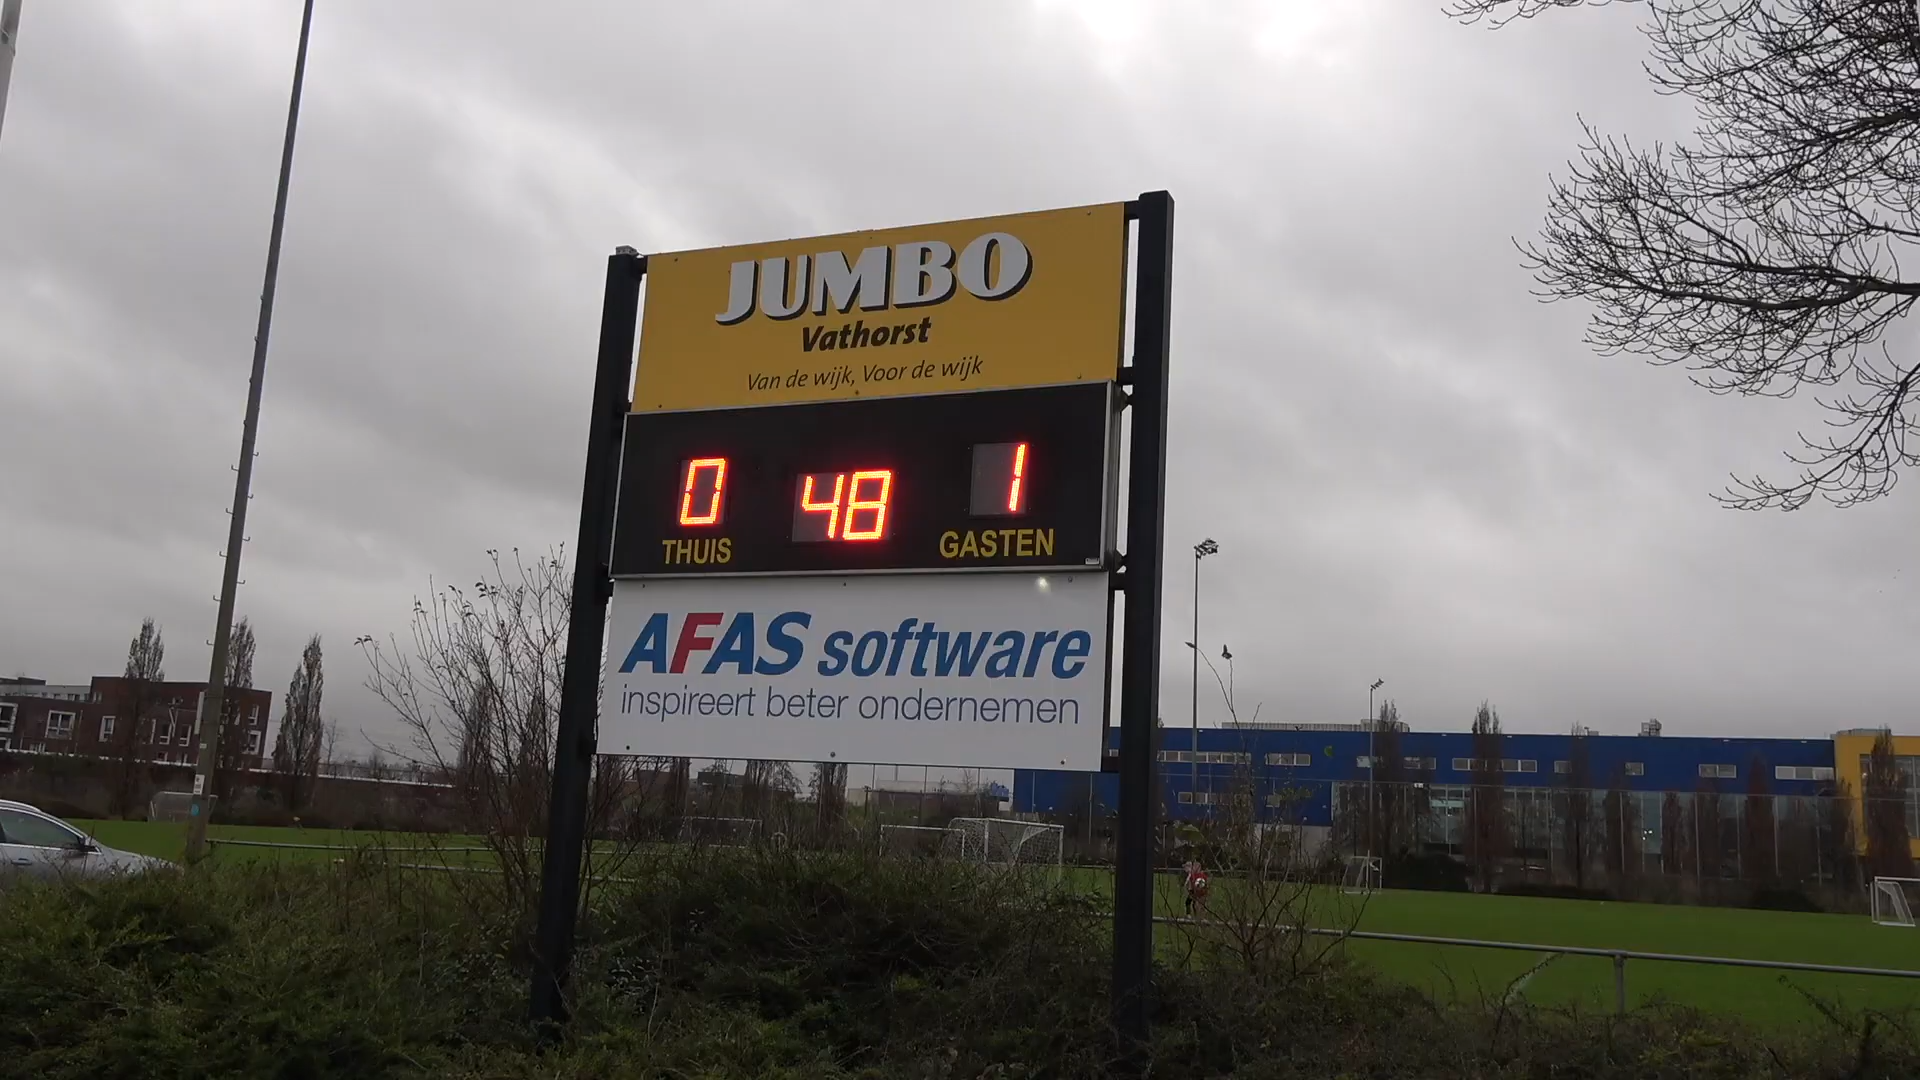 JUMBO
Vathorst
Van de wijk, Voor de wijk
0 48 1
THUIS GASTEN
AFAS software
inspireert beter ondernemen